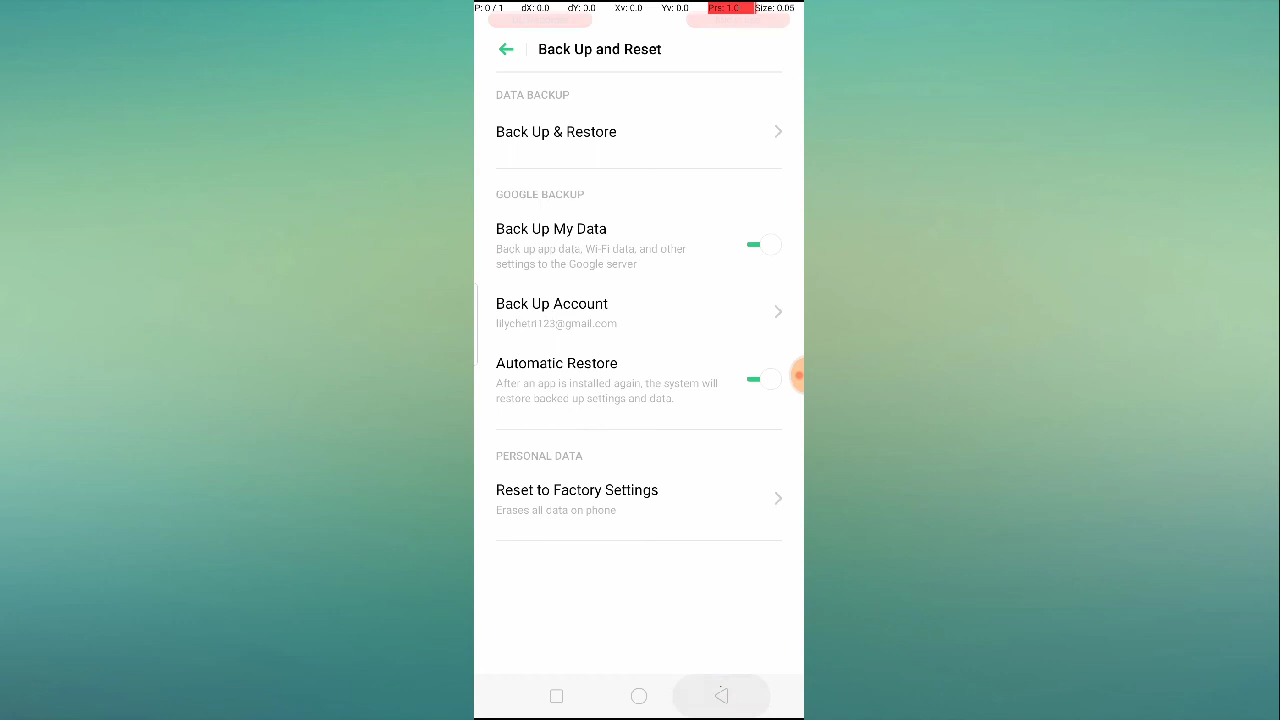 P: 0 / 1 dX: 0.0 dY: 0.0 Xv: 0.0 Yv: 0.0 Prs: 1.0 Size: 0.05
Back Up and Reset
DATA BACKUP
Back Up & Restore
GOOGLE BACKUP
Back Up My Data
Back up app data, Wi-Fi data, and other
settings to the Google server
Back Up Account
lilychetri123@gmail.com
Automatic Restore
After an app is installed again, the system will
restore backed up settings and data.
PERSONAL DATA
Reset to Factory Settings
Erases all data on phone